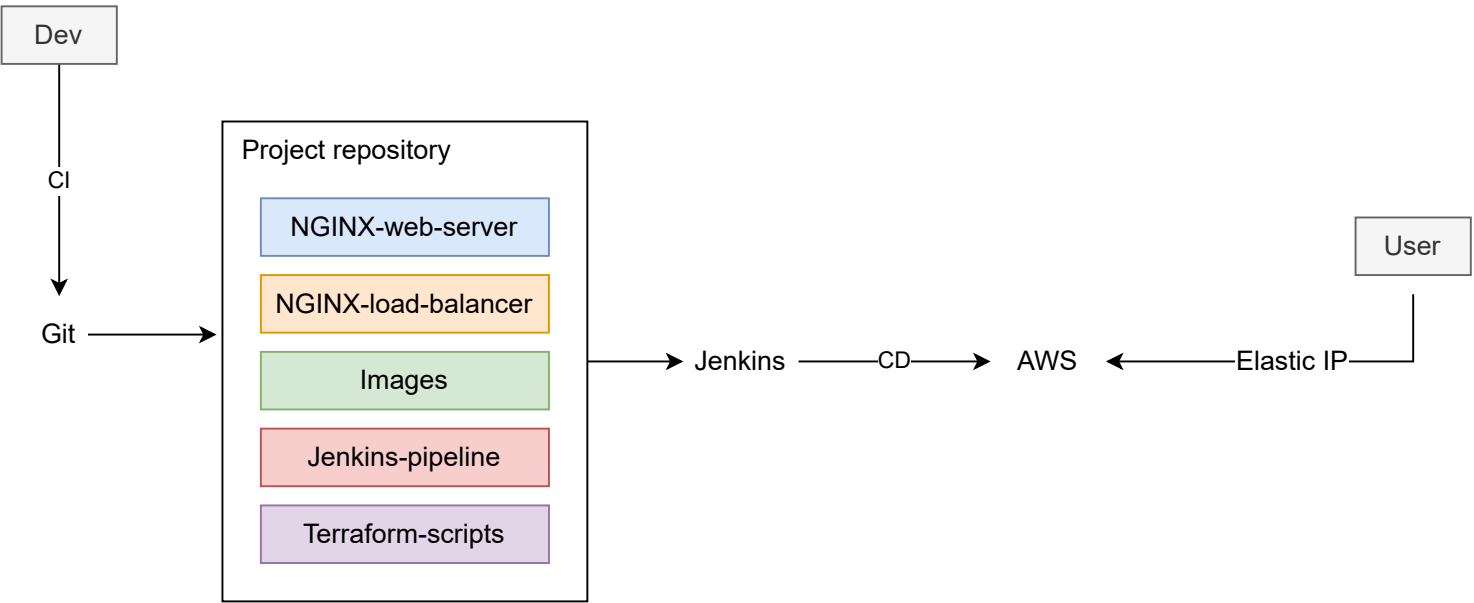 Dev
CI
Git
Project repository
NGINX-web-server
NGINX-load-balancer
Images
Jenkins-pipeline
Terraform-scripts
Jenkins
CD
AWS
Elastic IP
User